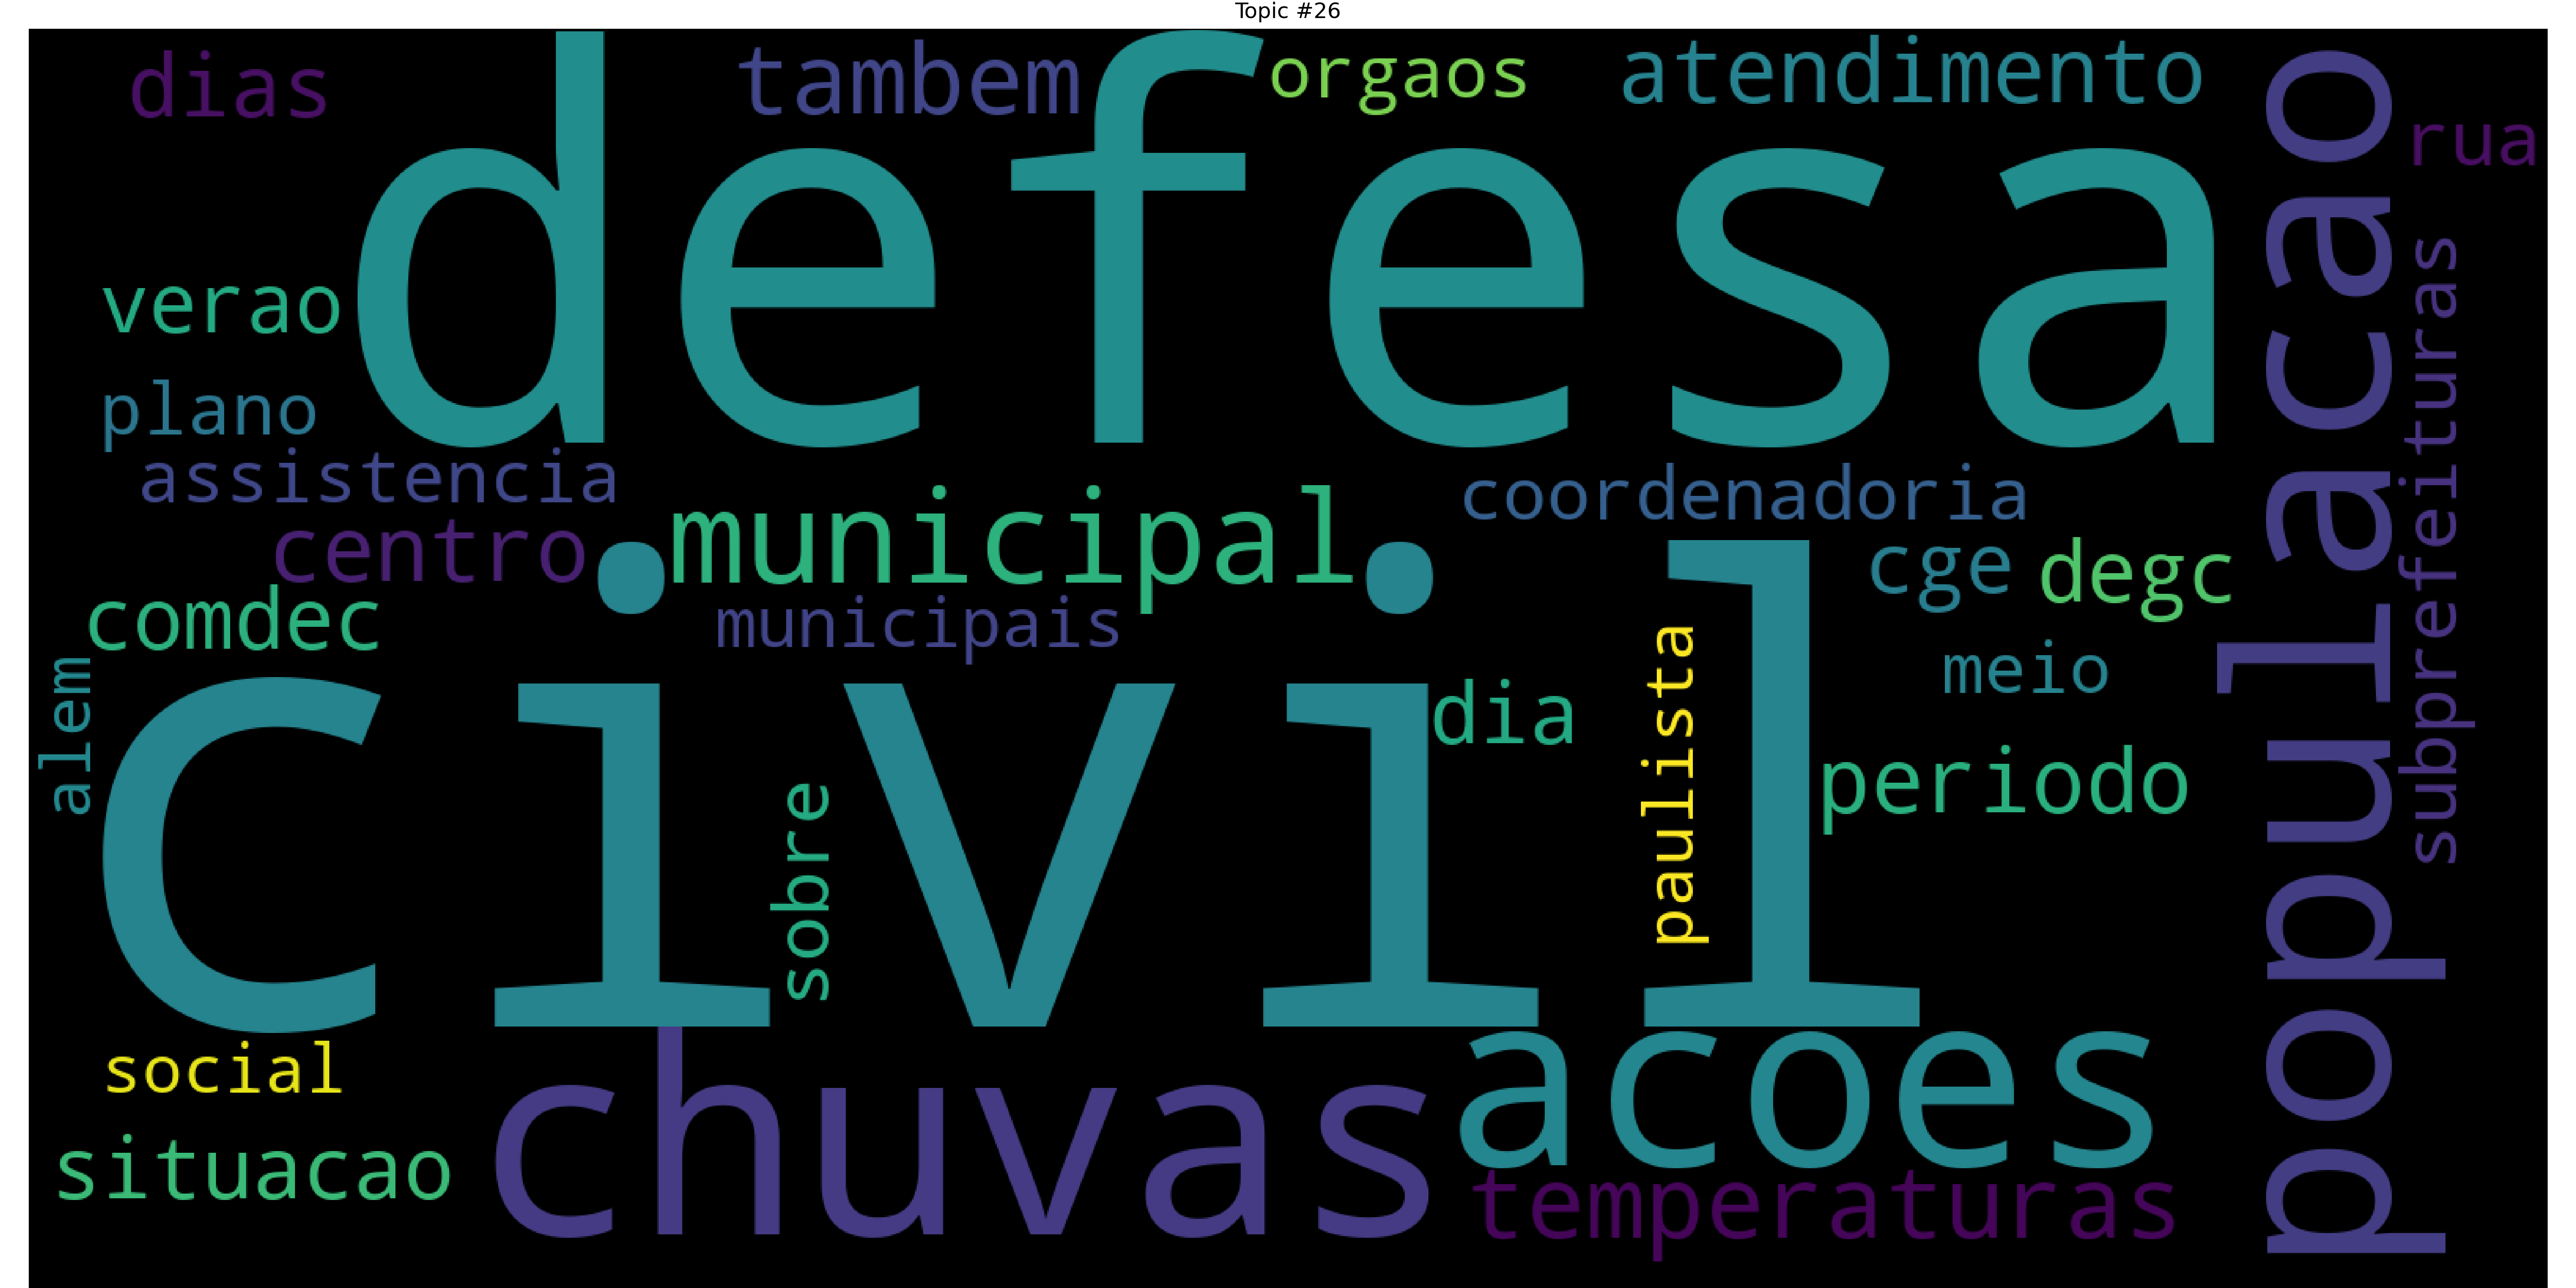 Topic #26
dias
tambem
orgaos
atendimento
rua
defesa
verao
plano
assistencia
coordenadoria
centro
municipal
cge
degc
comdec
municipais
meio
alem
civil
dia
paulista
periodo
sobre
populacao
subprefeituras
social
chuvas
acoes
situacao
temperaturas